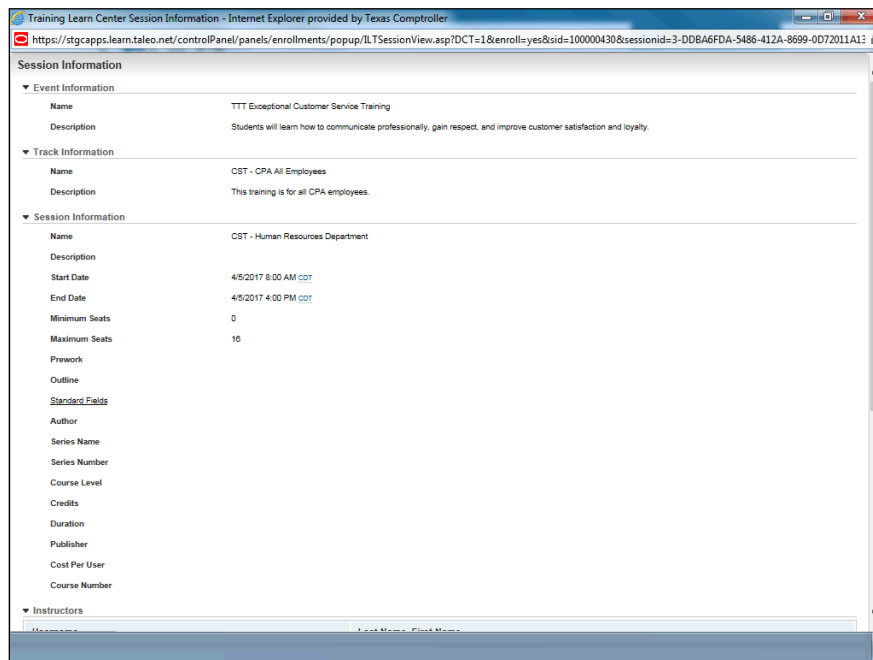 Training Learn Center Session Information - Internet Explorer provided by Texas Comptroller
https://stgcapps.learn.taleo.net/controlPanel/panels/enrollments/popup/ILTSessionView.asp?DCT=1&enroll=yes&sid=100000430&sessionid=3-DDBA6FDA-5486-412A-8699-0D72011A13
Session Information
Event Information
Name TTT Exceptional Customer Service Training
Description Students will learn how to communicate professionally, gain respect, and improve customer satisfaction and loyalty.
Track Information
Name CST - CPA All Employees
Description This training is for all CPA employees.
Session Information
Name CST - Human Resources Department
Description
Start Date 4/5/2017 8:00 AM CDT
End Date 4/5/2017 4:00 PM CDT
Minimum Seats 0
Maximum Seats 16
Prework
Outline
Standard Fields
Author
Series Name
Series Number
Course Level
Credits
Duration
Publisher
Cost Per User
Course Number
Instructors
Username Last Name, First Name